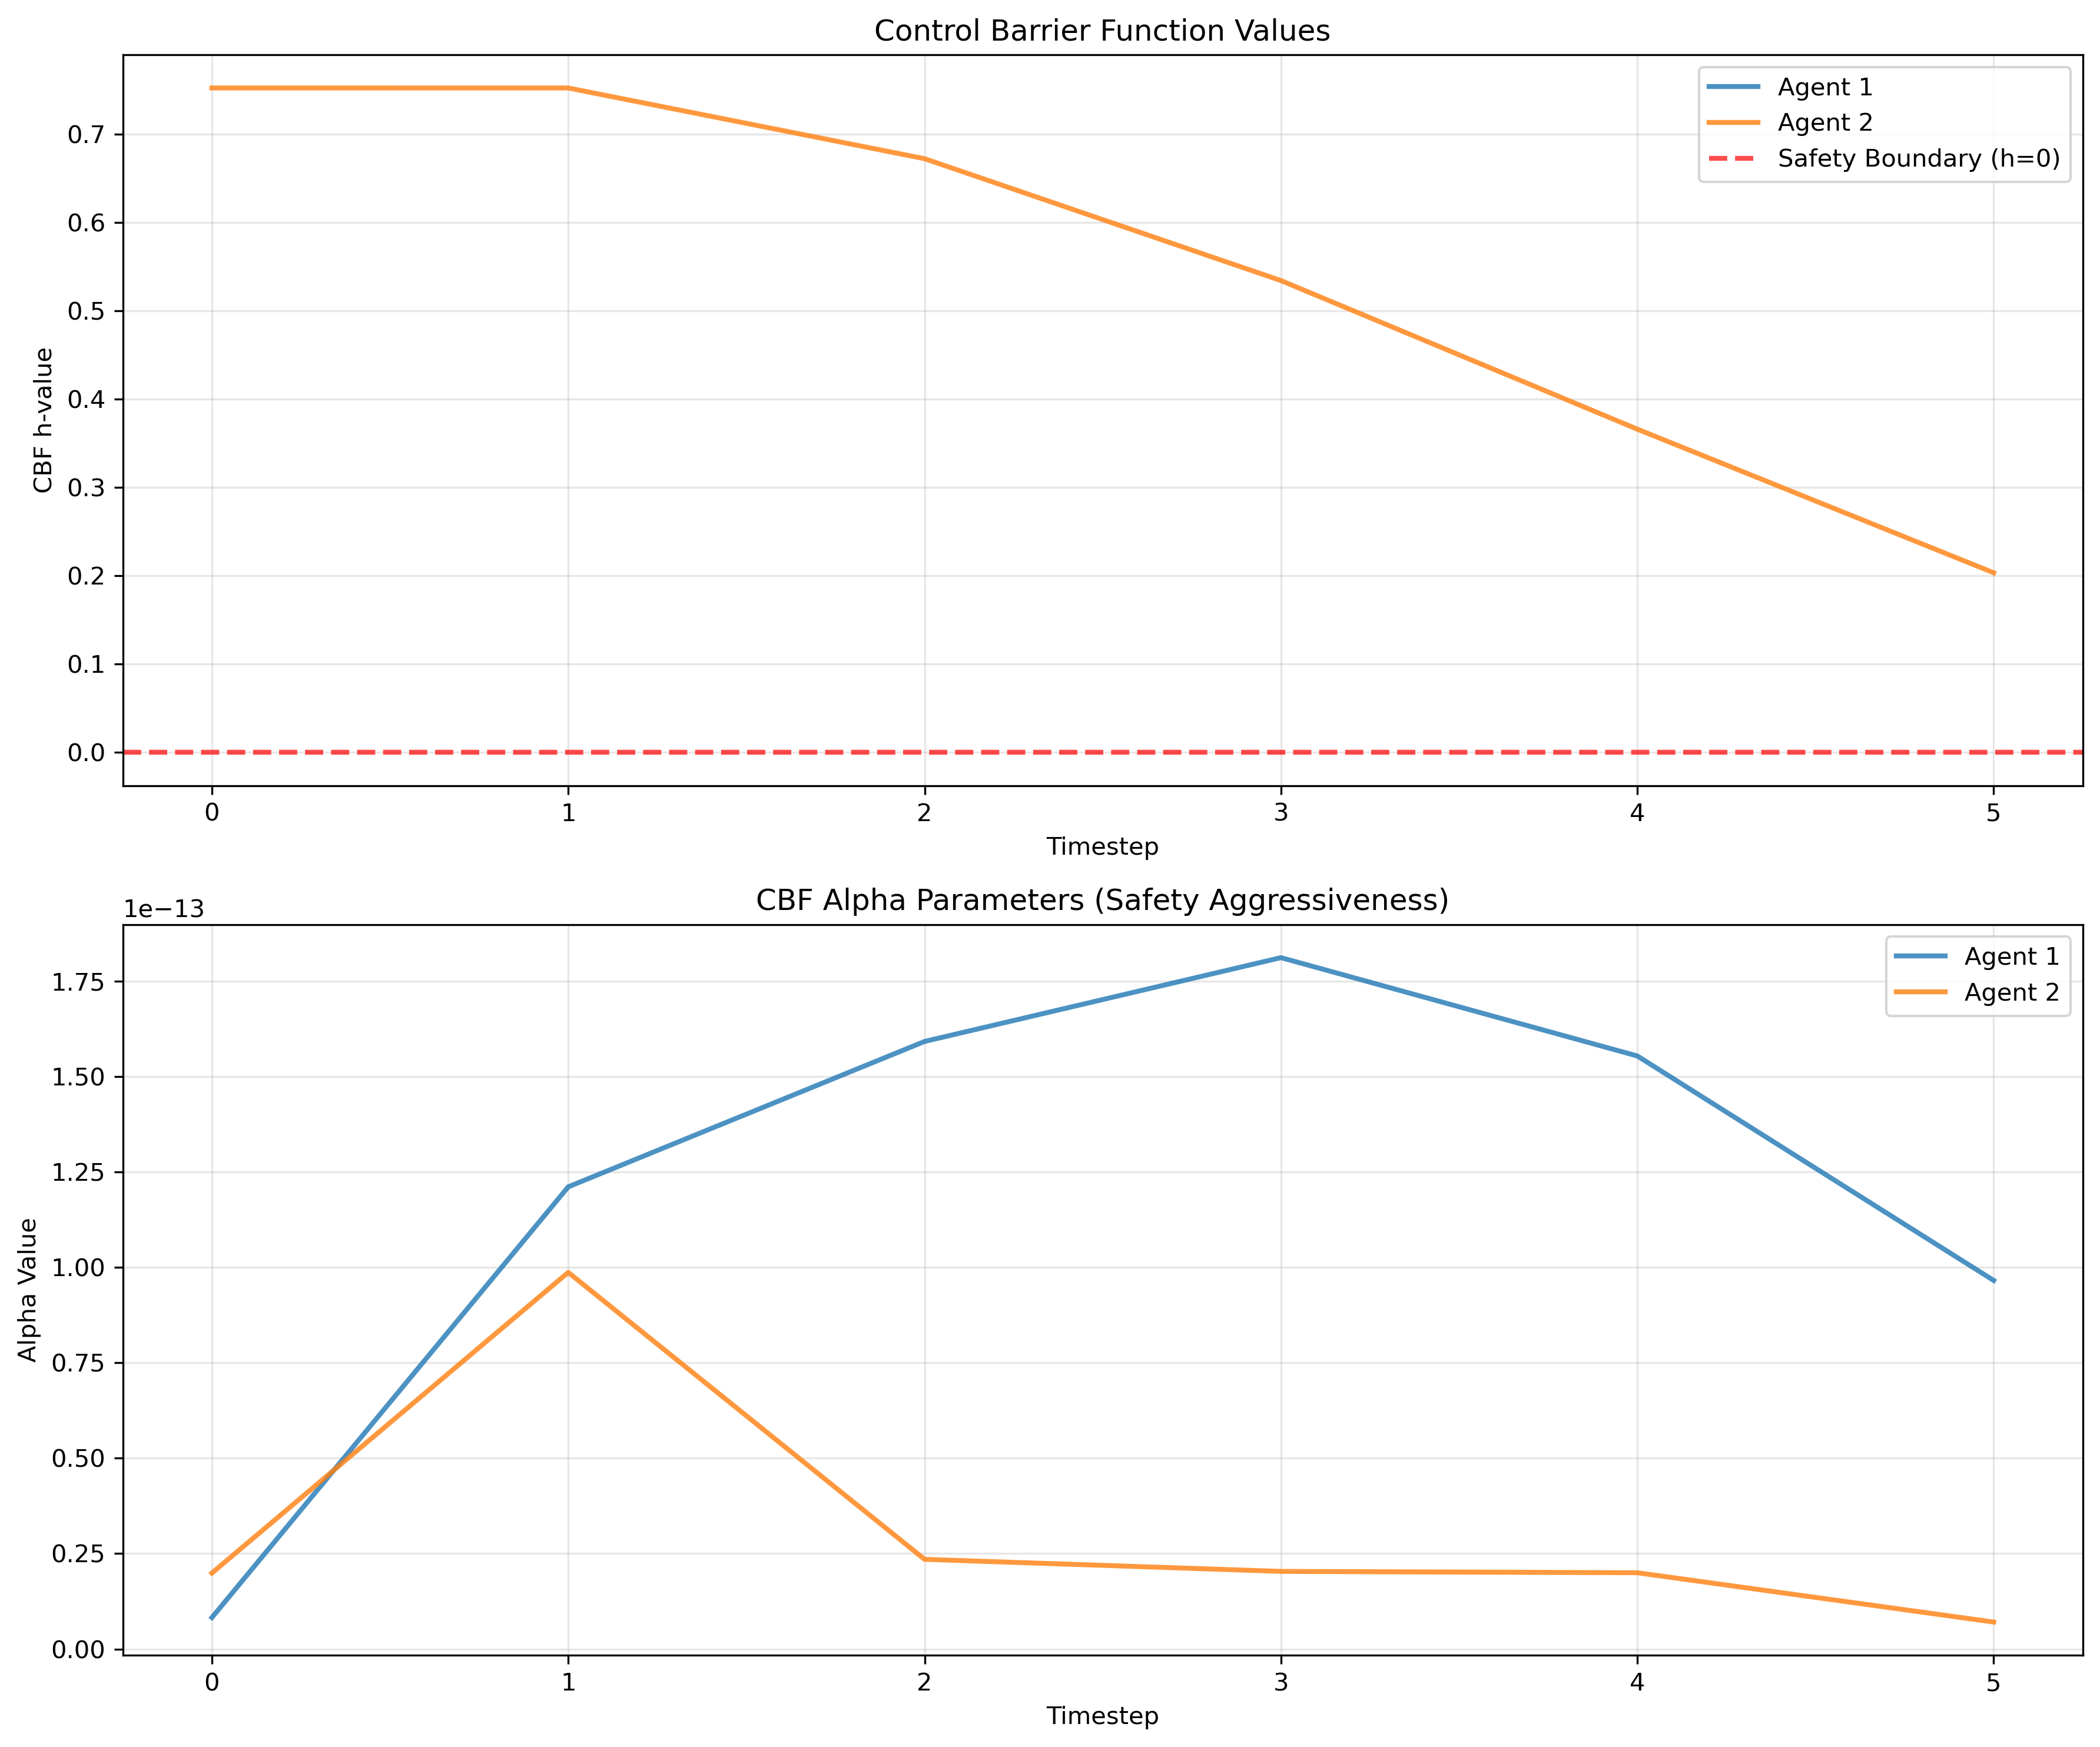 Control Barrier Function Values
Agent 1
Agent 2
Safety Boundary (h=0)
CBF h-value
0.7
0.6
0.5
0.4
0.3
0.2
0.1
0.0
0 1 2 3 4 5
Timestep
CBF Alpha Parameters (Safety Aggressiveness)
1e−13
Agent 1
Agent 2
Alpha Value
1.75
1.50
1.25
1.00
0.75
0.50
0.25
0.00
0 1 2 3 4 5
Timestep